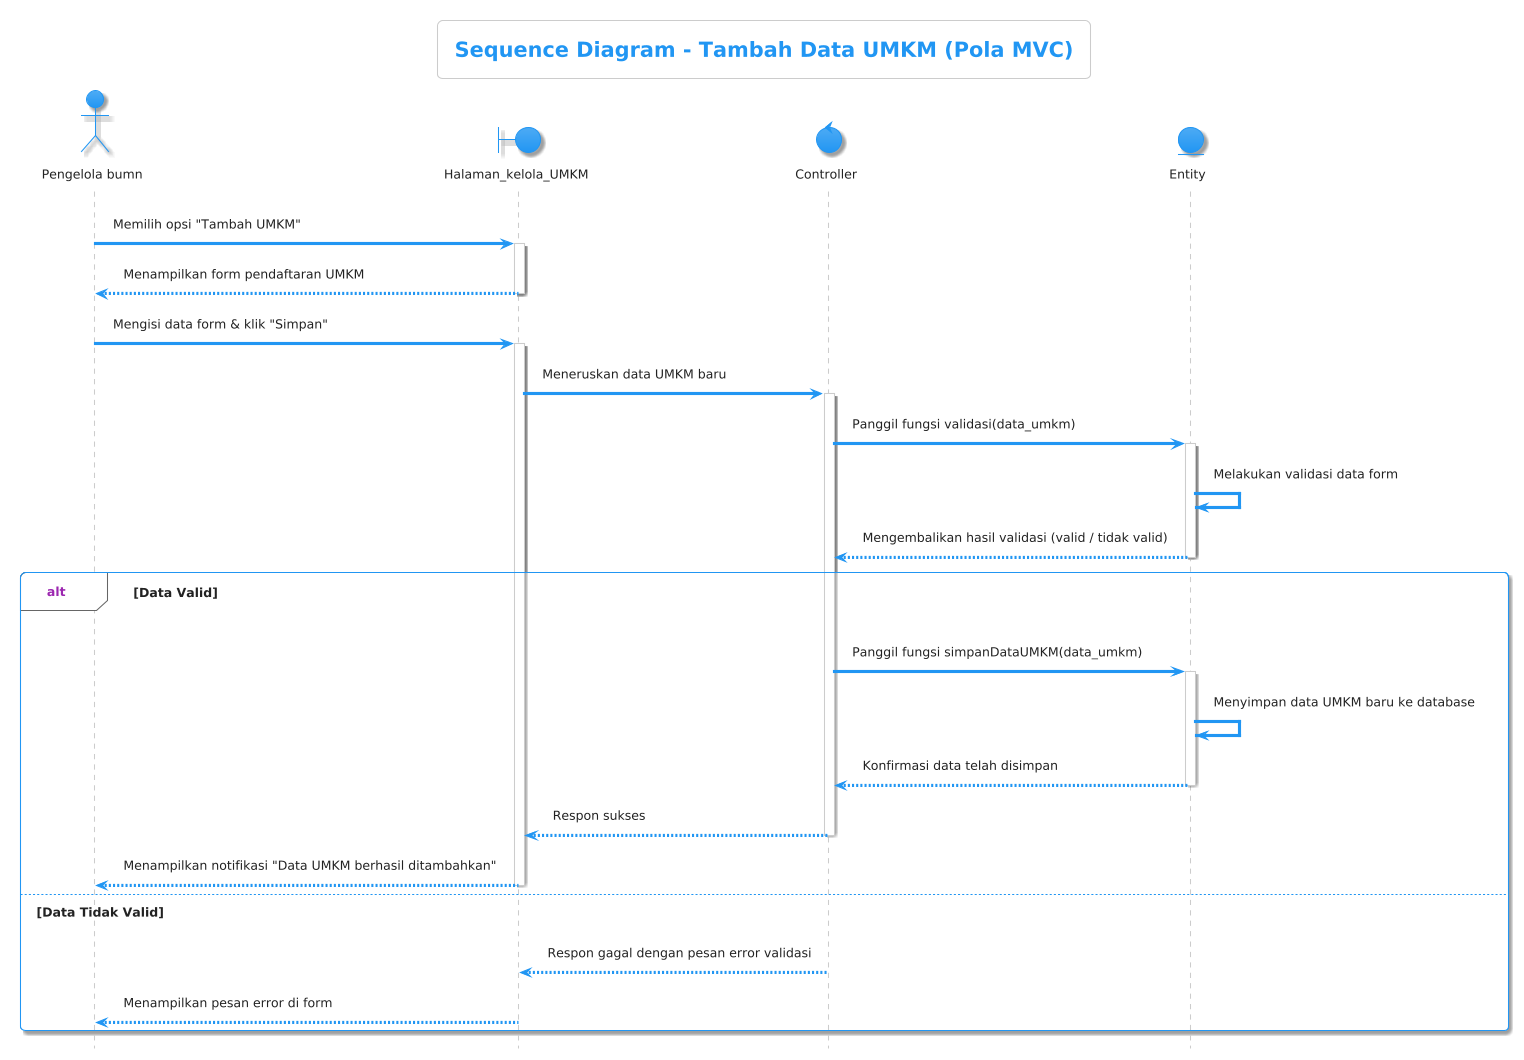 Sequence Diagram - Tambah Data UMKM (Pola MVC)
Pengelola bumn
Halaman_kelola_UMKM
Controller
Entity
Memilih opsi "Tambah UMKM"
Menampilkan form pendaftaran UMKM
Mengisi data form & klik "Simpan"
Meneruskan data UMKM baru
Panggil fungsi validasi(data_umkm)
Melakukan validasi data form
Mengembalikan hasil validasi (valid / tidak valid)
alt
[Data Valid]
Panggil fungsi simpanDataUMKM(data_umkm)
Menyimpan data UMKM baru ke database
Konfirmasi data telah disimpan
Respon sukses
Menampilkan notifikasi "Data UMKM berhasil ditambahkan"
[Data Tidak Valid]
Respon gagal dengan pesan error validasi
Menampilkan pesan error di form